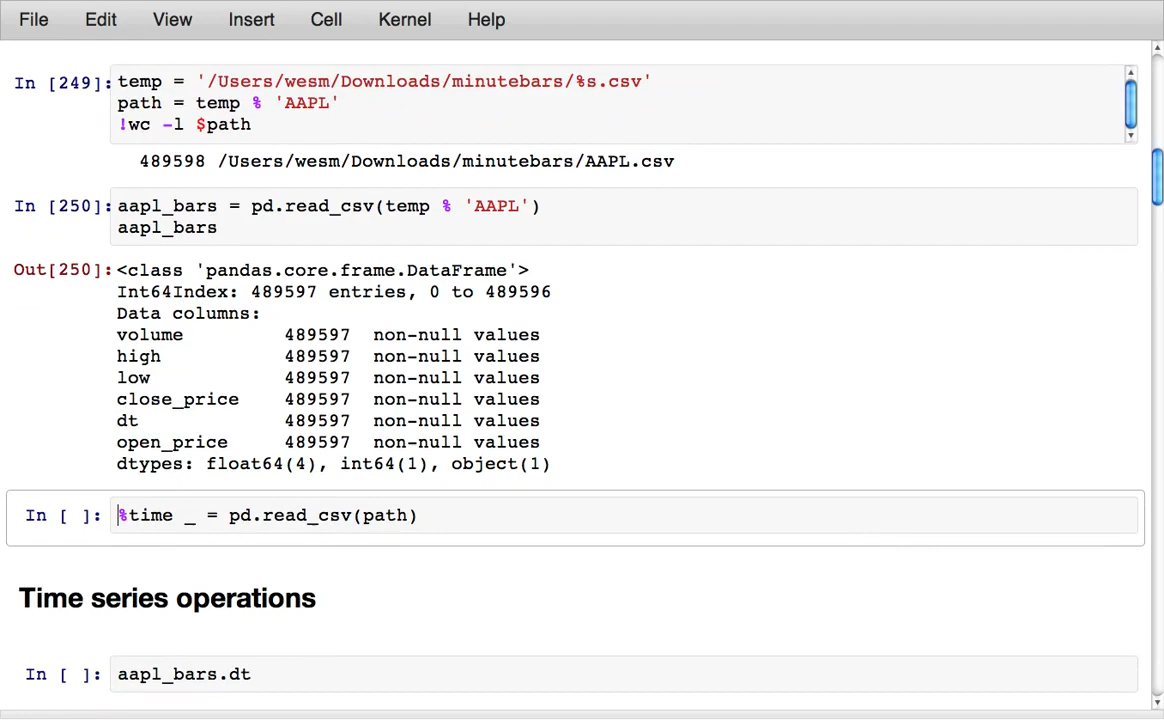 File Edit View Insert Cell Kernel Help
In [249]: temp = '/Users/wesm/Downloads/minutebars/%s.csv'
path = temp % 'AAPL'
!wc -l $path
489598 /Users/wesm/Downloads/minutebars/AAPL.csv
In [250]: aapl_bars = pd.read_csv(temp % 'AAPL')
aapl_bars
Out[250]: <class 'pandas.core.frame.DataFrame'>
Int64Index: 489597 entries, 0 to 489596
Data columns:
volume 489597 non-null values
high 489597 non-null values
low 489597 non-null values
close_price 489597 non-null values
dt 489597 non-null values
open_price 489597 non-null values
dtypes: float64(4), int64(1), object(1)
In [ ]: %time _ = pd.read_csv(path)
Time series operations
In [ ]: aapl_bars.dt